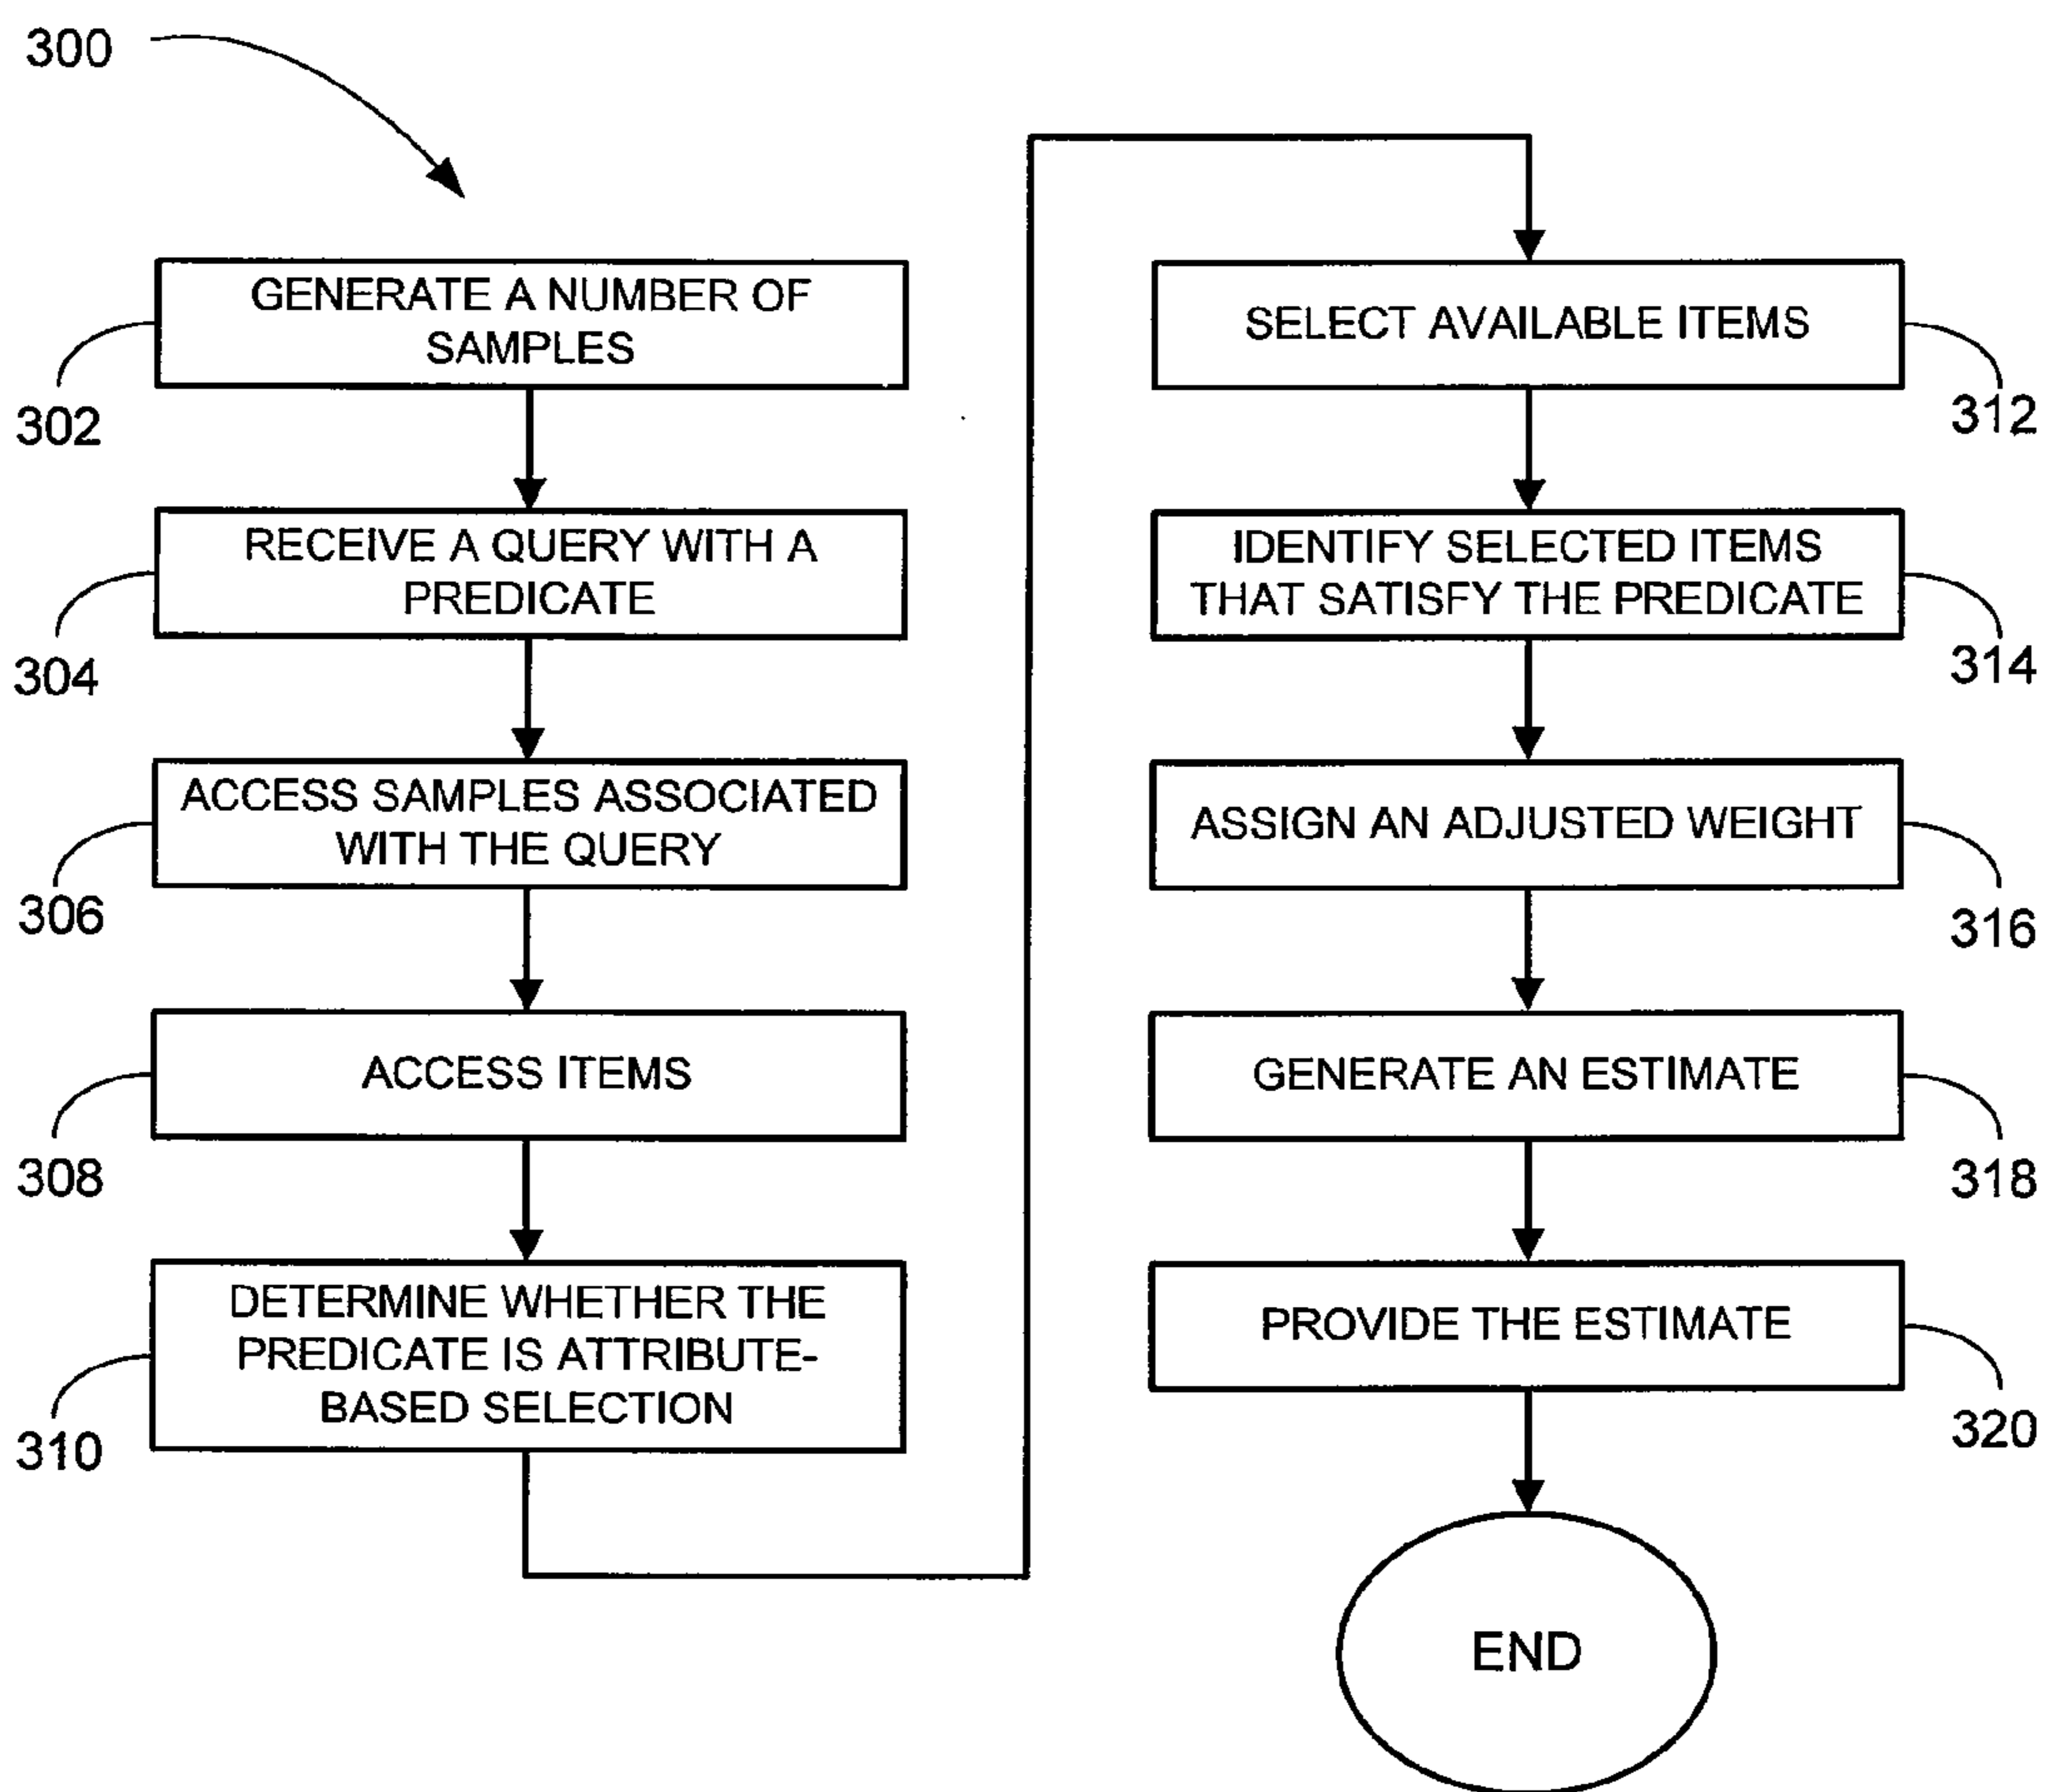 300
GENERATE A NUMBER OF
SAMPLES
302
RECEIVE A QUERY WITH A
PREDICATE
304
ACCESS SAMPLES ASSOCIATED
WITH THE QUERY
306
ACCESS ITEMS
308
DETERMINE WHETHER THE
PREDICATE IS ATTRIBUTE-
BASED SELECTION
310
SELECT AVAILABLE ITEMS
312
IDENTIFY SELECTED ITEMS
THAT SATISFY THE PREDICATE
314
ASSIGN AN ADJUSTED WEIGHT
316
GENERATE AN ESTIMATE
318
PROVIDE THE ESTIMATE
320
END